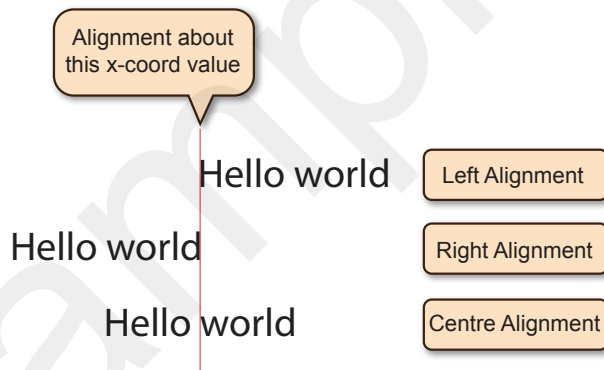 Alignment about
this x-coord value
Hello world
Left Alignment
Hello world
Right Alignment
Hello world
Centre Alignment